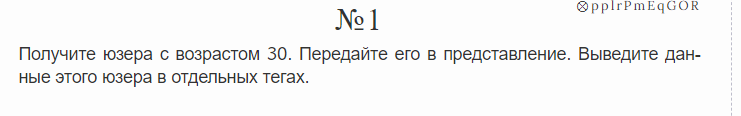 ⊗pplrPmEqGOR
№1
Получите юзера с возрастом 30. Передайте его в представление. Выведите дан-
ные этого юзера в отдельных тегах.